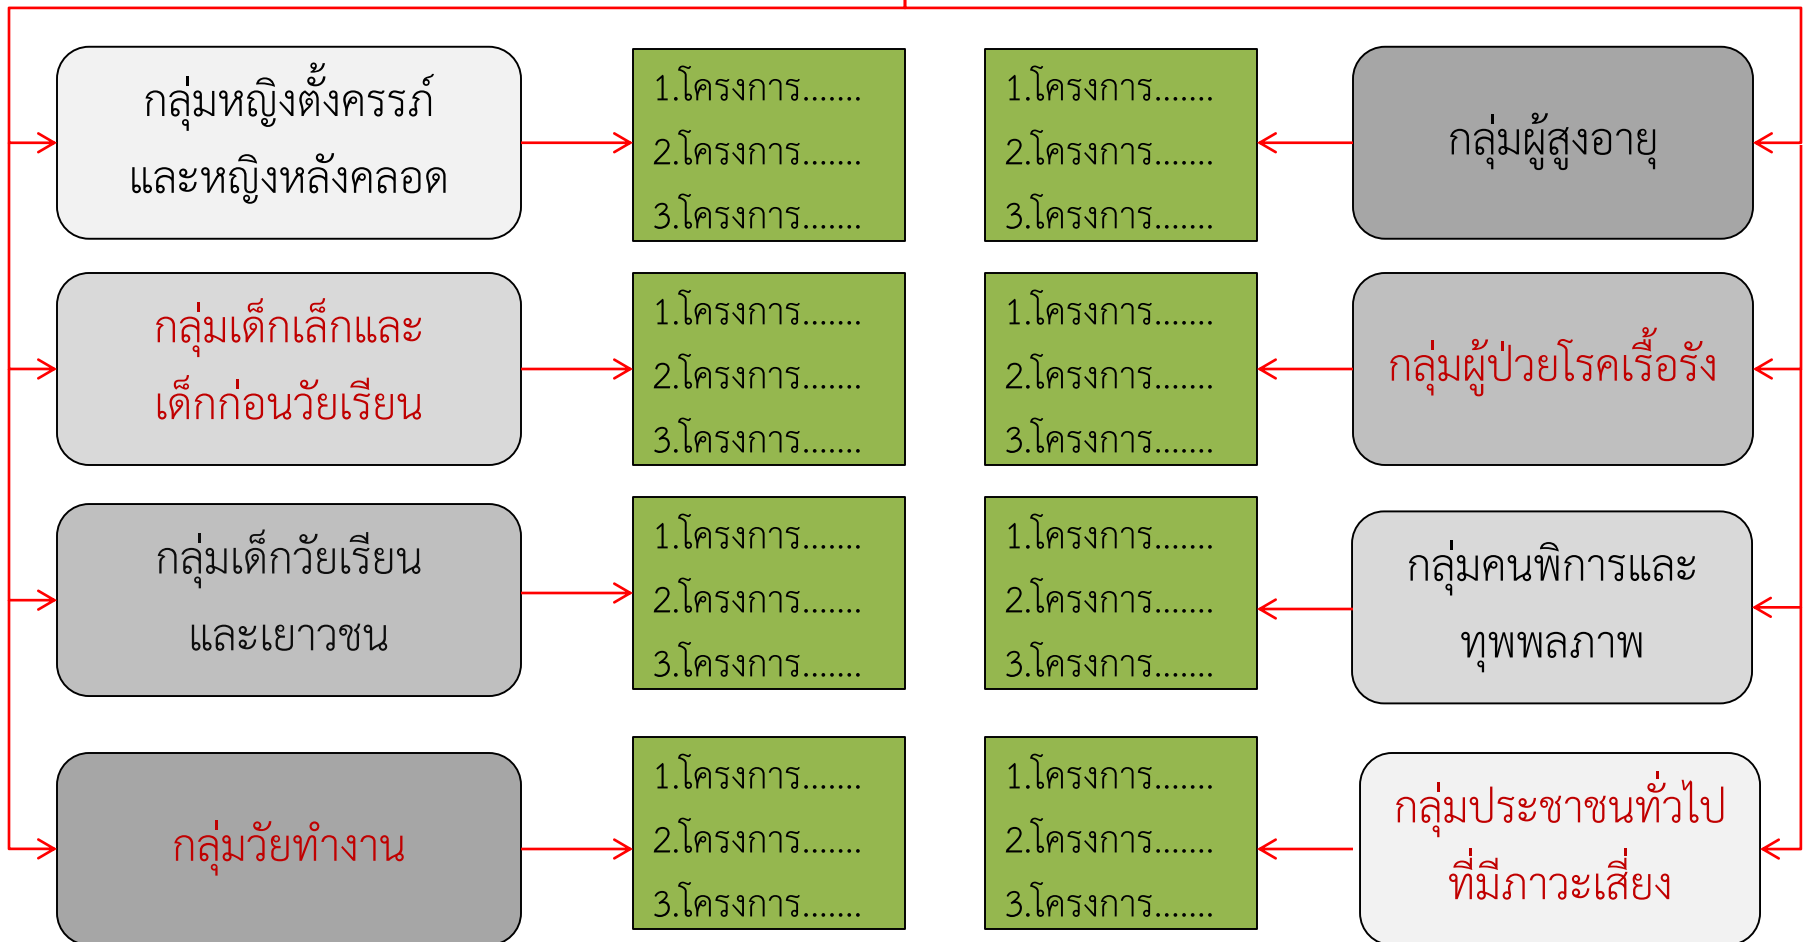 กลุ่มหญิงตั้งครรภ์
และหญิงหลังคลอด
1.โครงการ.......
2.โครงการ.......
3.โครงการ.......
1.โครงการ.......
2.โครงการ.......
3.โครงการ.......
กลุ่มผู้สูงอายุ
กลุ่มเด็กเล็กและ
เด็กก่อนวัยเรียน
1.โครงการ.......
2.โครงการ.......
3.โครงการ.......
1.โครงการ.......
2.โครงการ.......
3.โครงการ.......
กลุ่มผู้ป่วยโรคเรื้อรัง
กลุ่มเด็กวัยเรียน
และเยาวชน
1.โครงการ.......
2.โครงการ.......
3.โครงการ.......
1.โครงการ.......
2.โครงการ.......
3.โครงการ.......
กลุ่มคนพิการและ
ทุพพลภาพ
กลุ่มวัยทำงาน
1.โครงการ.......
2.โครงการ.......
3.โครงการ.......
1.โครงการ.......
2.โครงการ.......
3.โครงการ.......
กลุ่มประชาชนทั่วไป
ที่มีภาวะเสี่ยง